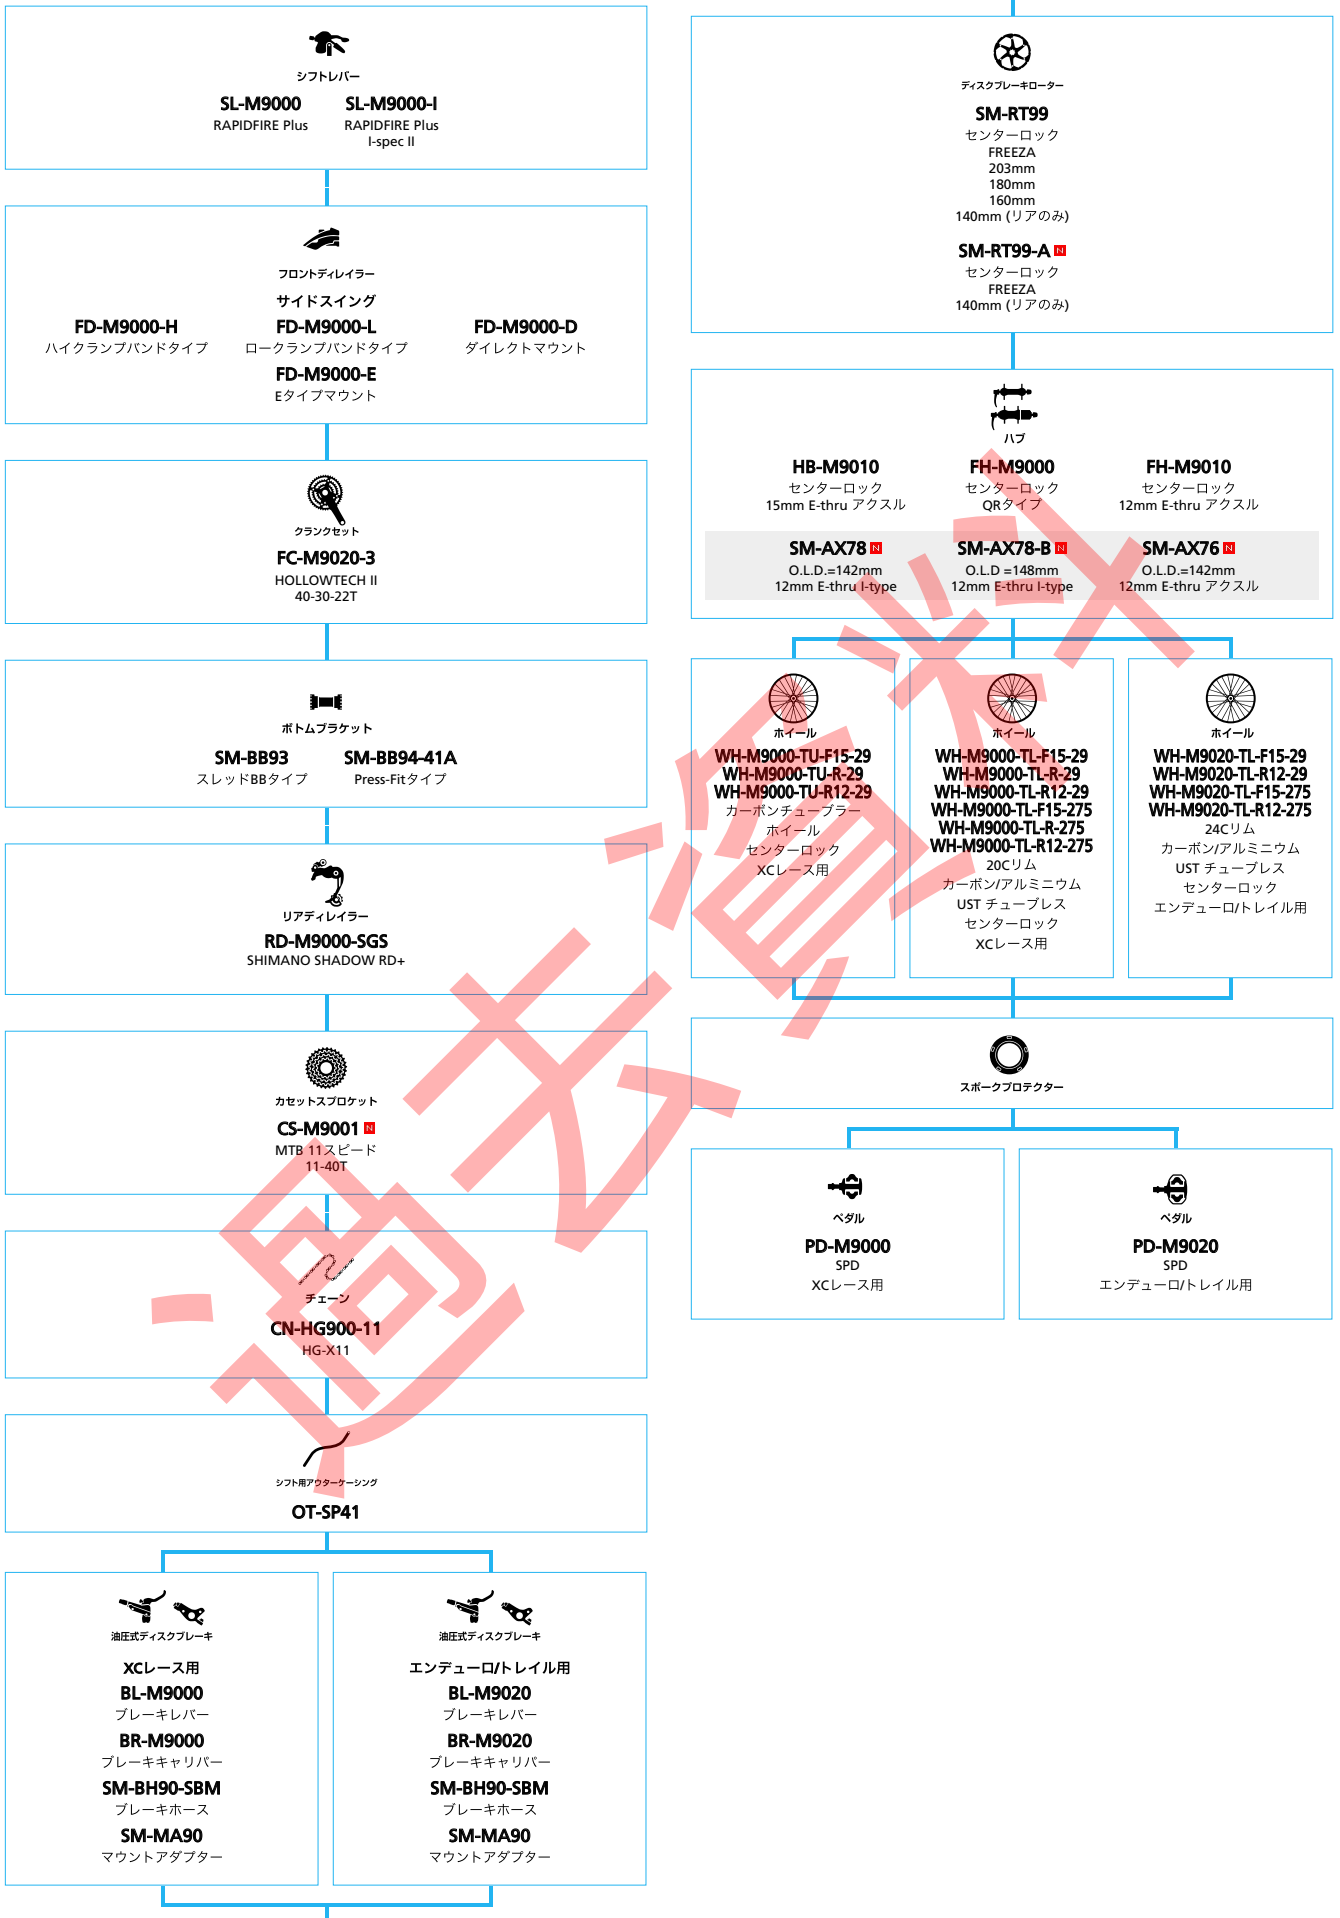 シフトレバー
SL-M9000
RAPIDFIRE Plus
SL-M9000-I
RAPIDFIRE Plus
I-spec II
フロントディレイラー
サイドスイング
FD-M9000-H
ハイクランプバンドタイプ
FD-M9000-L
ロークランプバンドタイプ
FD-M9000-D
ダイレクトマウント
FD-M9000-E
Eタイプマウント
クランクセット
FC-M9020-3
HOLLOWTECH II
40-30-22T
ボトムブラケット
SM-BB93
スレッドBBタイプ
SM-BB94-41A
Press-Fitタイプ
リアディレイラー
RD-M9000-SGS
SHIMANO SHADOW RD+
カセットスプロケット
CS-M9001 N
MTB 11スピード
11-40T
チェーン
CN-HG900-11
HG-X11
シフト用アウターケーシング
OT-SP41
油圧式ディスクブレーキ
XCレース用
BL-M9000
ブレーキレバー
BR-M9000
ブレーキキャリパー
SM-BH90-SBM
ブレーキホース
SM-MA90
マウントアダプター
油圧式ディスクブレーキ
エンデューロ/トレイル用
BL-M9020
ブレーキレバー
BR-M9020
ブレーキキャリパー
SM-BH90-SBM
ブレーキホース
SM-MA90
マウントアダプター
ディスクブレーキローター
SM-RT99
センターロック
FREEZA
203mm
180mm
160mm
140mm (リアのみ)
SM-RT99-A N
センターロック
FREEZA
140mm (リアのみ)
ハブ
HB-M9010
センターロック
15mm E-thru アクスル
FH-M9000
センターロック
QRタイプ
FH-M9010
センターロック
12mm E-thru アクスル
SM-AX78 N
O.L.D.=142mm
12mm E-thru I-type
SM-AX78-B N
O.L.D =148mm
12mm E-thru I-type
SM-AX76 N
O.L.D.=142mm
12mm E-thru アクスル
ホイール
WH-M9000-TU-F15-29
WH-M9000-TU-R-29
WH-M9000-TU-R12-29
カーボンチューブラー
ホイール
センターロック
XCレース用
ホイール
WH-M9000-TL-F15-29
WH-M9000-TL-R-29
WH-M9000-TL-R12-29
WH-M9000-TL-F15-275
WH-M9000-TL-R-275
WH-M9000-TL-R12-275
20Cリム
カーボン/アルミニウム
UST チューブレス
センターロック
XCレース用
ホイール
WH-M9020-TL-F15-29
WH-M9020-TL-R12-29
WH-M9020-TL-F15-275
WH-M9020-TL-R12-275
24Cリム
カーボン/アルミニウム
UST チューブレス
センターロック
エンデューロ/トレイル用
スポークプロテクター
ペダル
PD-M9000
SPD
XCレース用
ペダル
PD-M9020
SPD
エンデューロ/トレイル用
過去資料